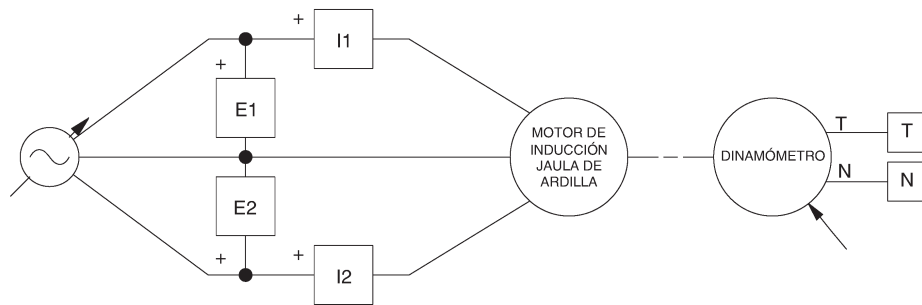 +
I1
+
E1
E2
+
+
I2
MOTOR DE
INDUCCIÓN
JAULA DE
ARDILLA
DINAMÓMETRO
T
T
N
N